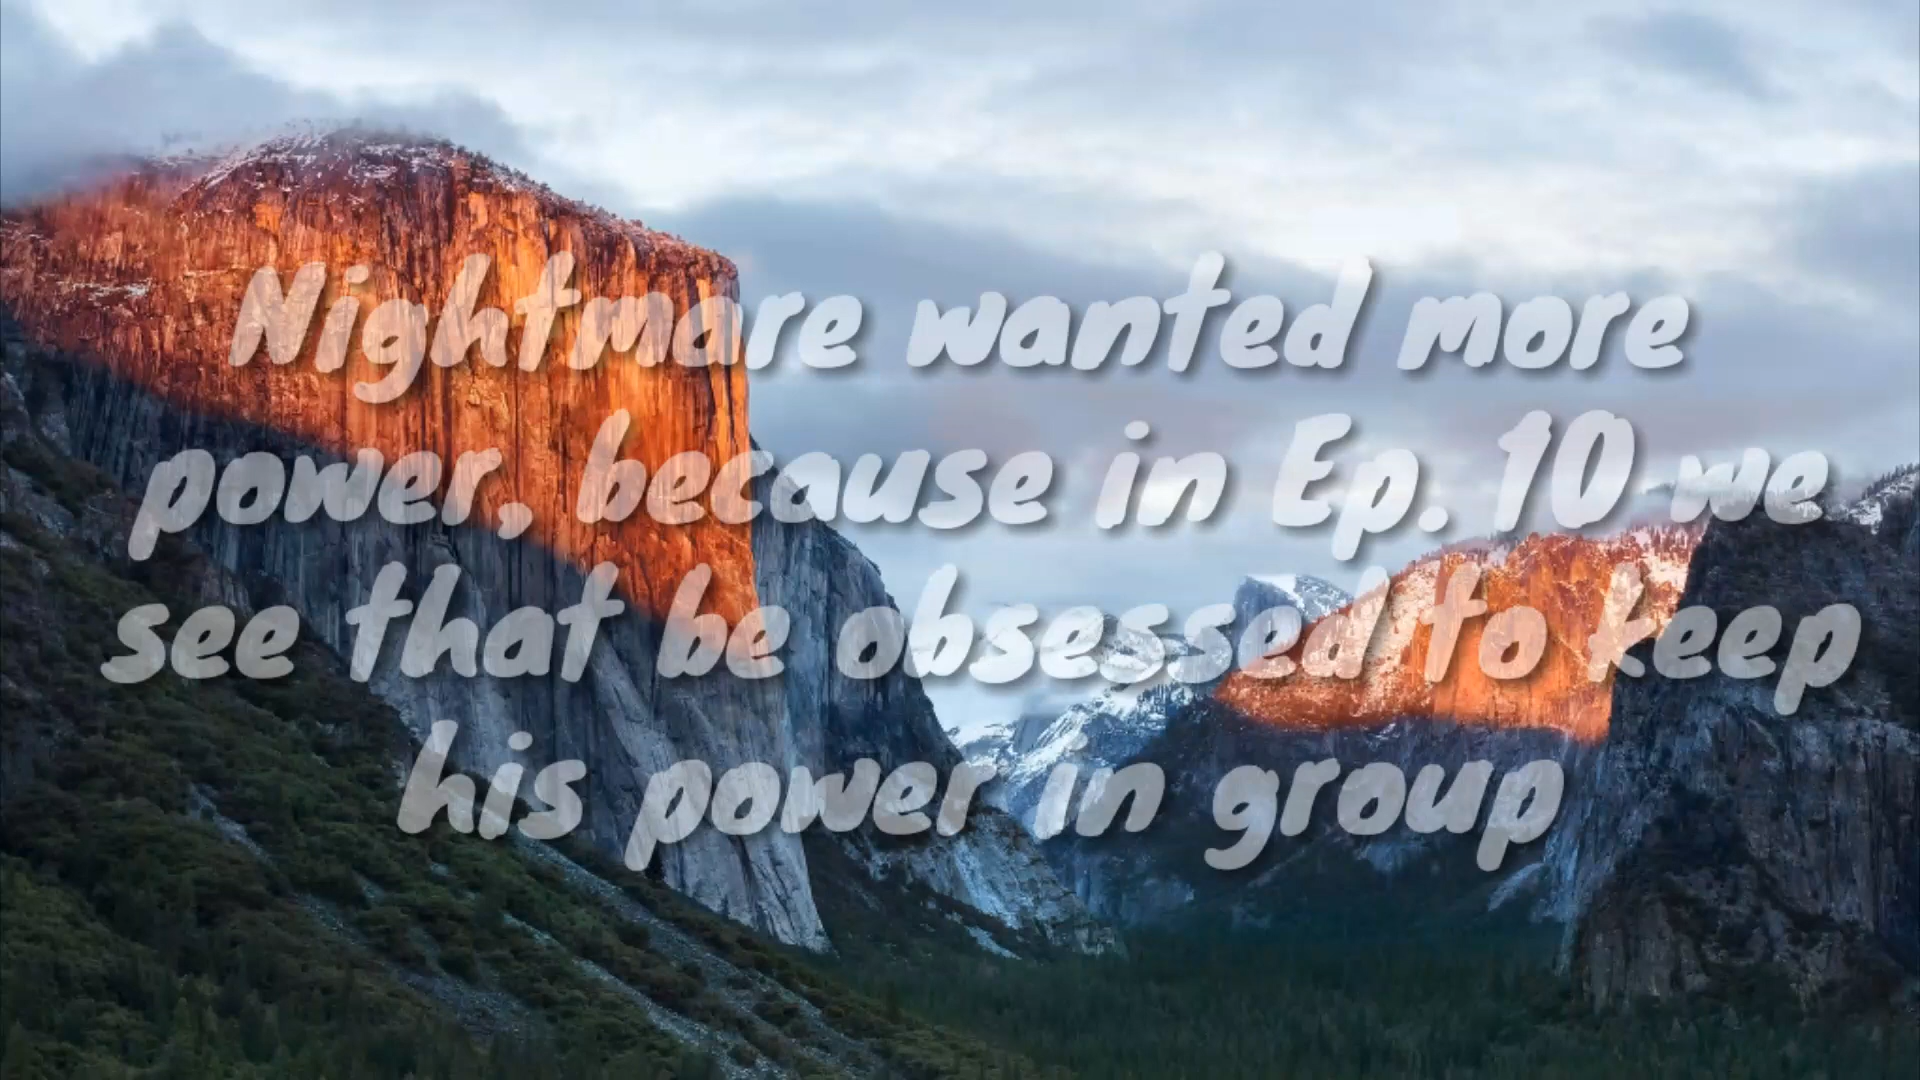 Nightmare wanted more
power, because in Ep. 10 we
see that be obsessed to keep
his power in group